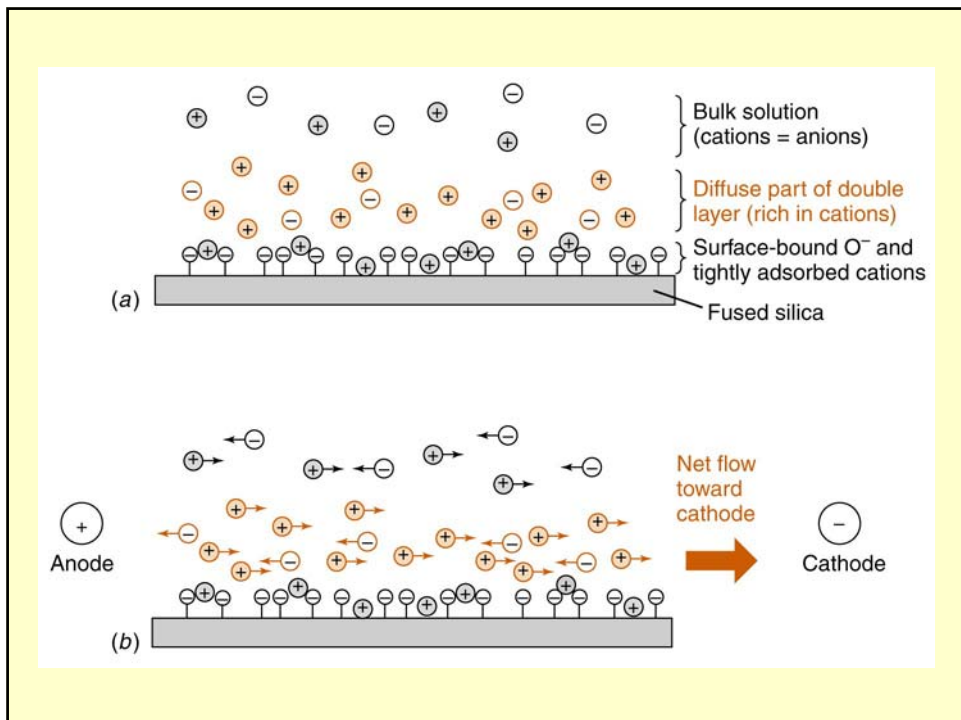 Bulk solution
(cations = anions)
Diffuse part of double
layer (rich in cations)
Surface-bound O⁻ and
tightly adsorbed cations
(a)
Fused silica
Net flow
toward
cathode
+
Anode
−
Cathode
(b)